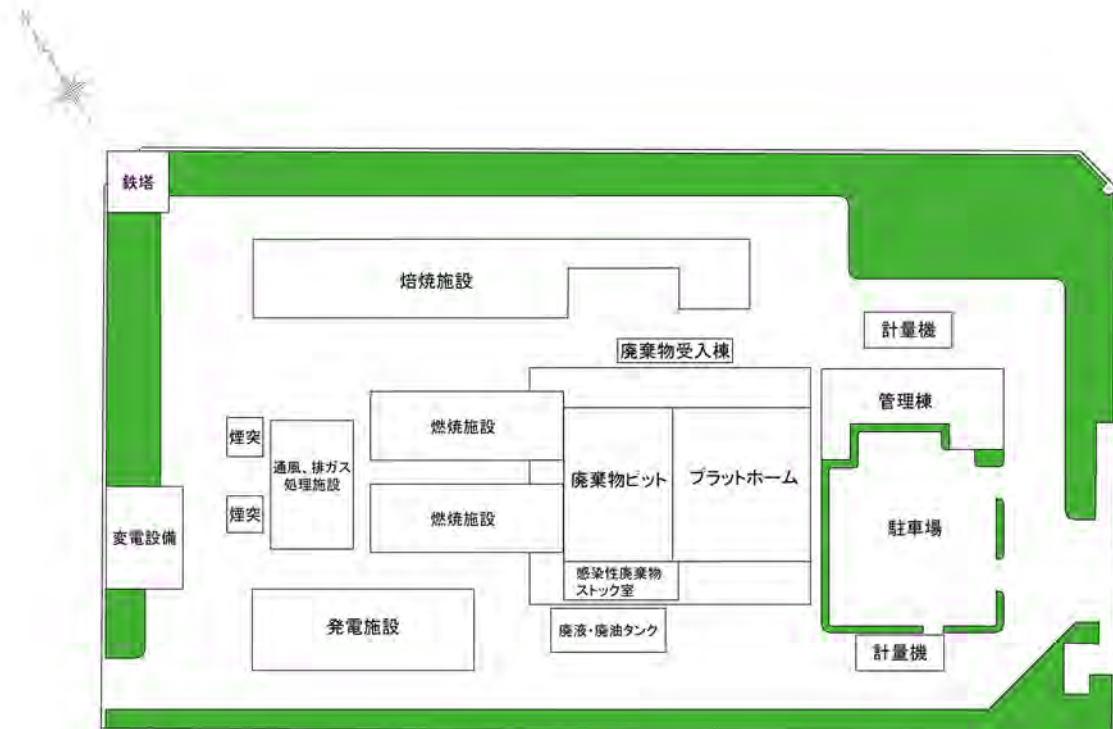 鉄塔
焙焼施設
計量機
廃棄物受入棟
管理棟
燃焼施設
煙突
通風、排ガス
処理施設
廃棄物ピット
プラットホーム
煙突
燃焼施設
変電設備
駐車場
感染性廃棄物
ストック室
発電施設
廃液・廃油タンク
計量機